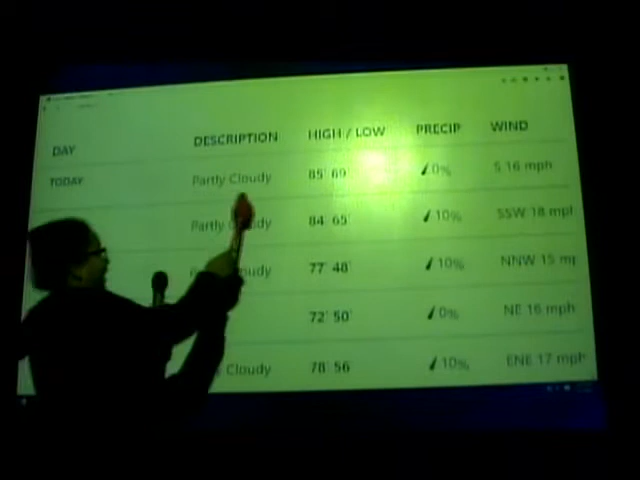 DAY DESCRIPTION HIGH / LOW PRECIP WIND
TODAY Partly Cloudy 85° 69° 0% S 16 mph
Partly Cloudy 84° 65° 10% SSW 18 mph
Cloudy 77° 48° 10% NNW 15 mp
72° 50° 0% NE 16 mph
Cloudy 78° 56° 10% ENE 17 mph